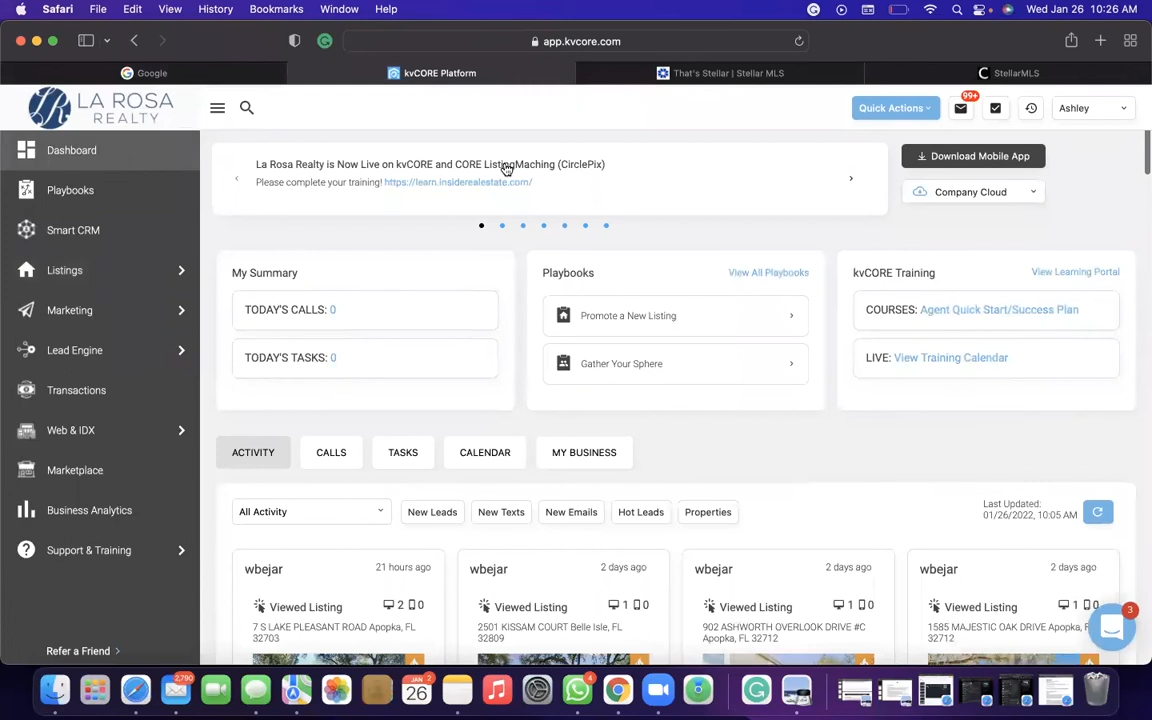 Safari File Edit View History Bookmarks Window Help
Wed Jan 26 10:26 AM
app.kvcore.com
Google
kvCORE Platform
That's Stellar | Stellar MLS
StellarMLS
LA ROSA
REALTY
Quick Actions
99+
Ashley
Dashboard
Playbooks
Smart CRM
Listings
Marketing
Lead Engine
Transactions
Web & IDX
Marketplace
Business Analytics
Support & Training
Refer a Friend
La Rosa Realty is Now Live on kvCORE and CORE ListingMaching (CirclePix)
Please complete your training! https://learn.insiderealestate.com/
Download Mobile App
Company Cloud
My Summary
TODAY'S CALLS: 0
TODAY'S TASKS: 0
Playbooks
View All Playbooks
Promote a New Listing
Gather Your Sphere
kvCORE Training
View Learning Portal
COURSES: Agent Quick Start/Success Plan
LIVE: View Training Calendar
ACTIVITY
CALLS
TASKS
CALENDAR
MY BUSINESS
All Activity
New Leads
New Texts
New Emails
Hot Leads
Properties
Last Updated:
01/26/2022, 10:05 AM
wbejar
21 hours ago
Viewed Listing
2 0
7 S LAKE PLEASANT ROAD Apopka, FL
32703
wbejar
2 days ago
Viewed Listing
1 0
2501 KISSAM COURT Belle Isle, FL
32809
wbejar
2 days ago
Viewed Listing
1 0
902 ASHWORTH OVERLOOK DRIVE #C
Apopka, FL 32712
wbejar
2 days ago
Viewed Listing
1 0
1585 MAJESTIC OAK DRIVE Apopka, FL
32712
3
2,790
JAN
26
4